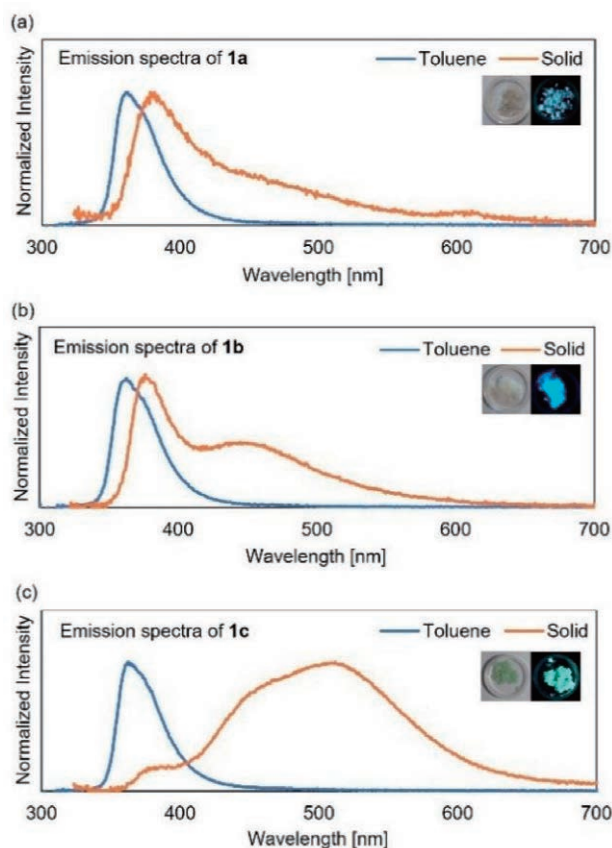 (a)
Emission spectra of 1a
Toluene Solid
Normalized Intensity
300 400 500 600 700
Wavelength [nm]
(b)
Emission spectra of 1b
Toluene Solid
Normalized Intensity
300 400 500 600 700
Wavelength [nm]
(c)
Emission spectra of 1c
Toluene Solid
Normalized Intensity
300 400 500 600 700
Wavelength [nm]